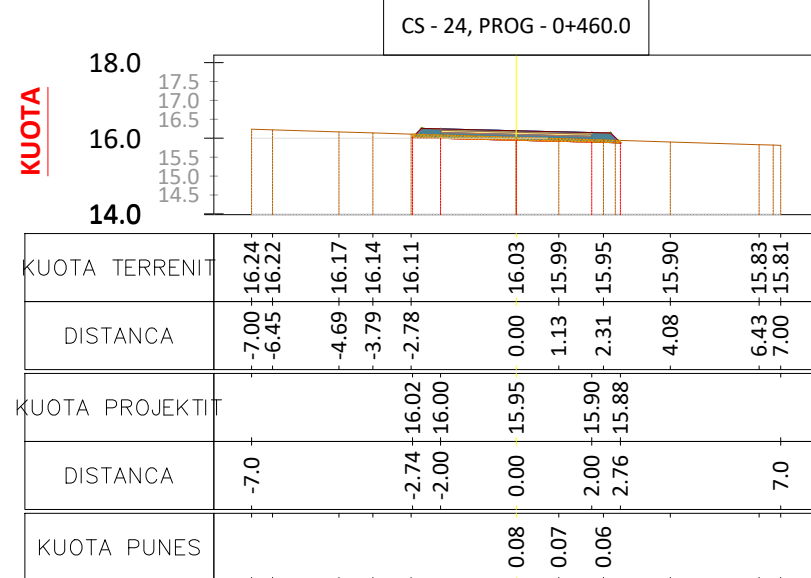 CS - 24, PROG - 0+460.0
KUOTA
18.0
17.5
17.0
16.5
16.0
15.5
15.0
14.5
14.0
KUOTA TERRENIT 16.24 16.22 16.17 16.14 16.11 16.03 15.99 15.95 15.90 15.83 15.81
DISTANCA -7.00 -6.45 -4.69 -3.79 -2.78 0.00 1.13 2.31 4.08 6.43 7.00
KUOTA PROJEKTIT 16.02 16.00 15.95 15.90 15.88
DISTANCA -7.0 -2.74 -2.00 0.00 2.00 2.76 7.0
KUOTA PUNES 0.08 0.07 0.06